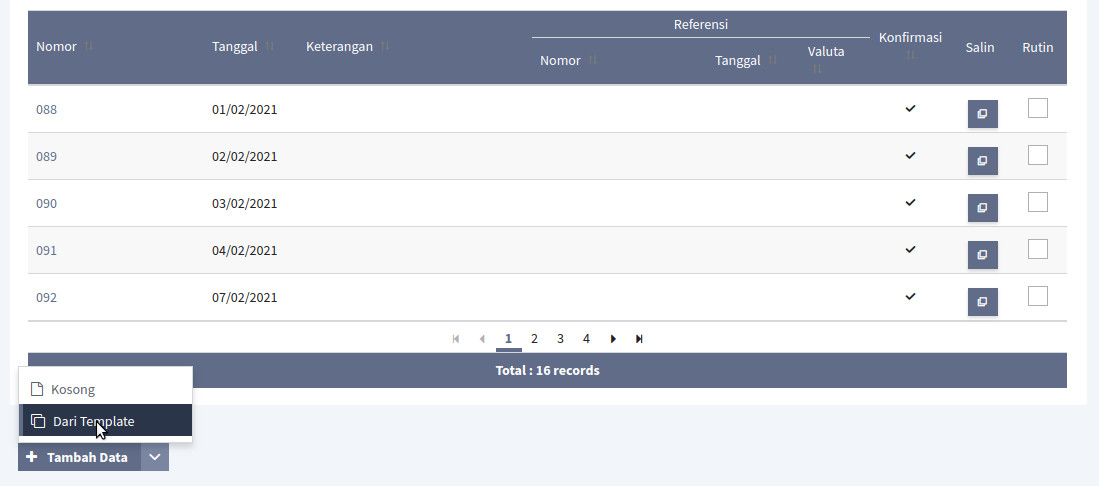 Referensi
Nomor Tanggal Keterangan Konfirmasi Salin Rutin
Nomor Tanggal Valuta
088 01/02/2021
089 02/02/2021
090 03/02/2021
091 04/02/2021
092 07/02/2021
1 2 3 4
Total : 16 records
Kosong
Dari Template
Tambah Data